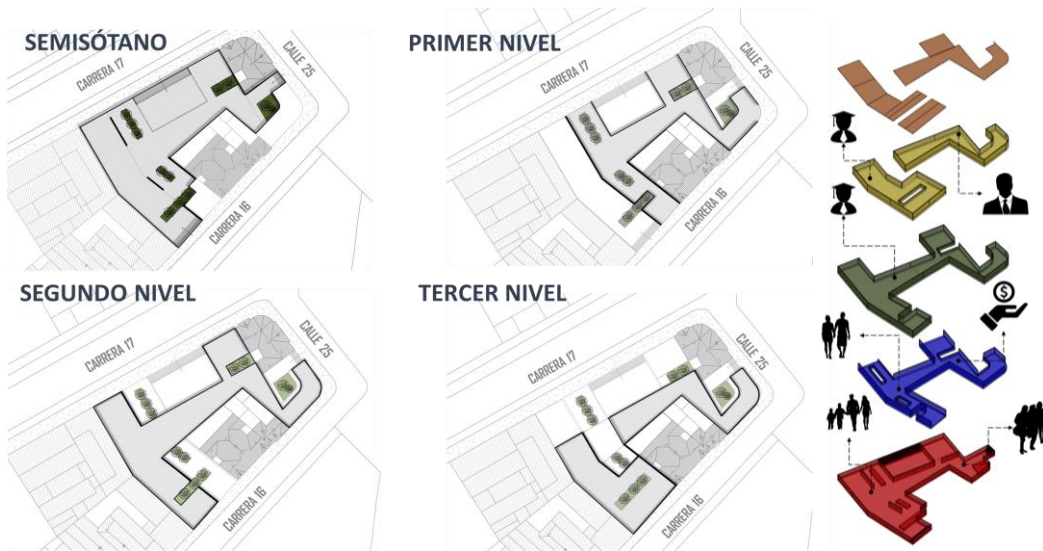 SEMISÓTANO
CARRERA 17
CALLE 25
CARRERA 16
PRIMER NIVEL
CARRERA 17
CALLE 25
CARRERA 16
SEGUNDO NIVEL
CARRERA 17
CALLE 25
CARRERA 16
TERCER NIVEL
CARRERA 17
CALLE 25
CARRERA 16
$